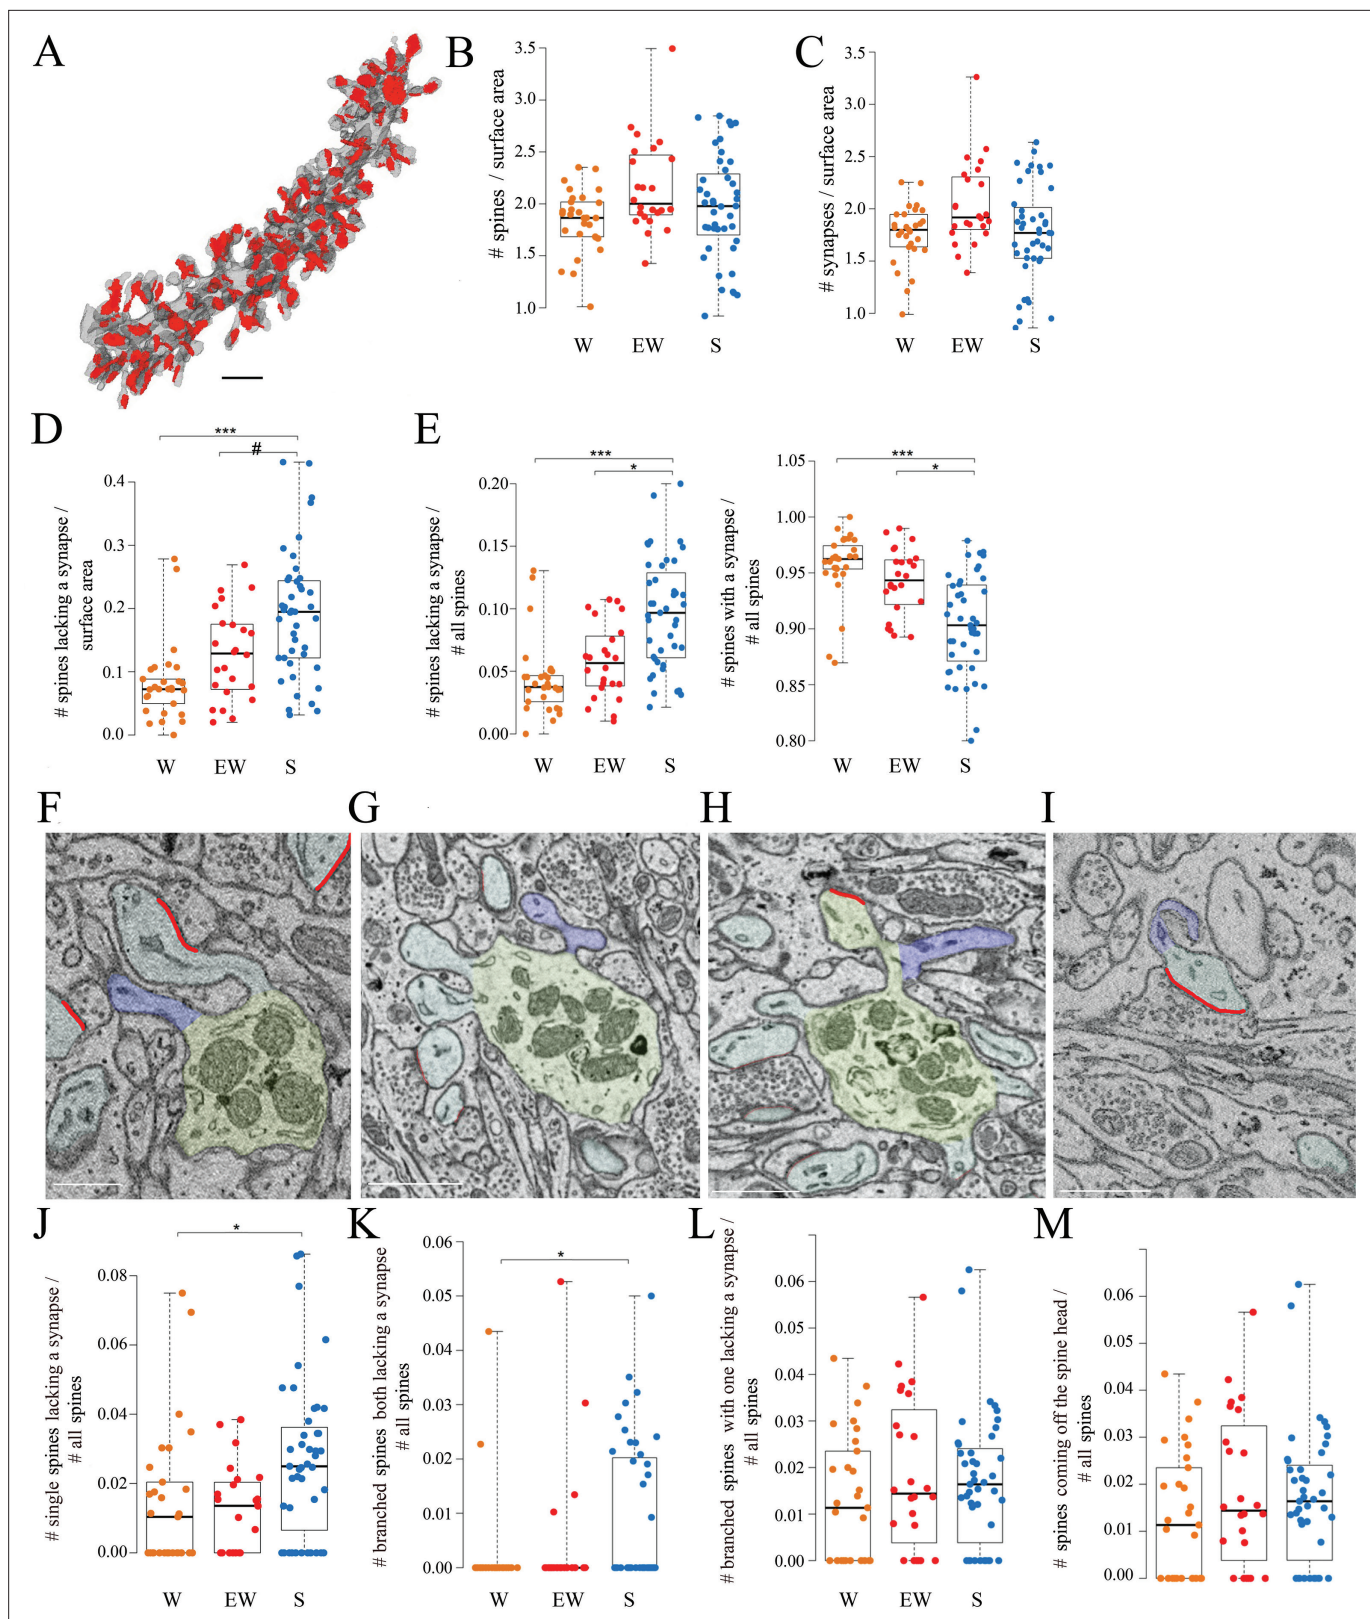 A
B
C
# spines / surface area
3.5
3.0
2.5
2.0
1.5
1.0
W EW S
# synapses / surface area
3.5
3.0
2.5
2.0
1.5
1.0
W EW S
D
E
# spines lacking a synapse /
surface area
***
#
0.4
0.3
0.2
0.1
0.0
W EW S
# spines lacking a synapse /
# all spines
***
*
0.20
0.15
0.10
0.05
0.00
W EW S
# spines with a synapse /
# all spines
***
*
1.05
1.00
0.95
0.90
0.85
0.80
W EW S
F
G
H
I
J
K
L
M
# single spines lacking a synapse /
# all spines
*
0.08
0.06
0.04
0.02
0.00
W EW S
# branched spines both lacking a synapse /
# all spines
*
0.06
0.05
0.04
0.03
0.02
0.01
0.00
W EW S
# branched spines with one lacking a synapse /
# all spines
0.06
0.05
0.04
0.03
0.02
0.01
0.00
W EW S
# spines coming off the spine head /
# all spines
0.06
0.05
0.04
0.03
0.02
0.01
0.00
W EW S